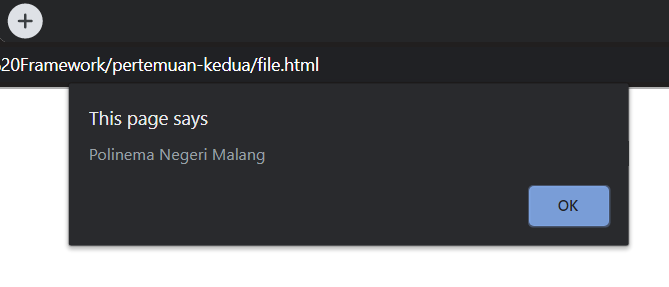 20Framework/pertemuan-kedua/file.html
This page says
Polinema Negeri Malang
OK